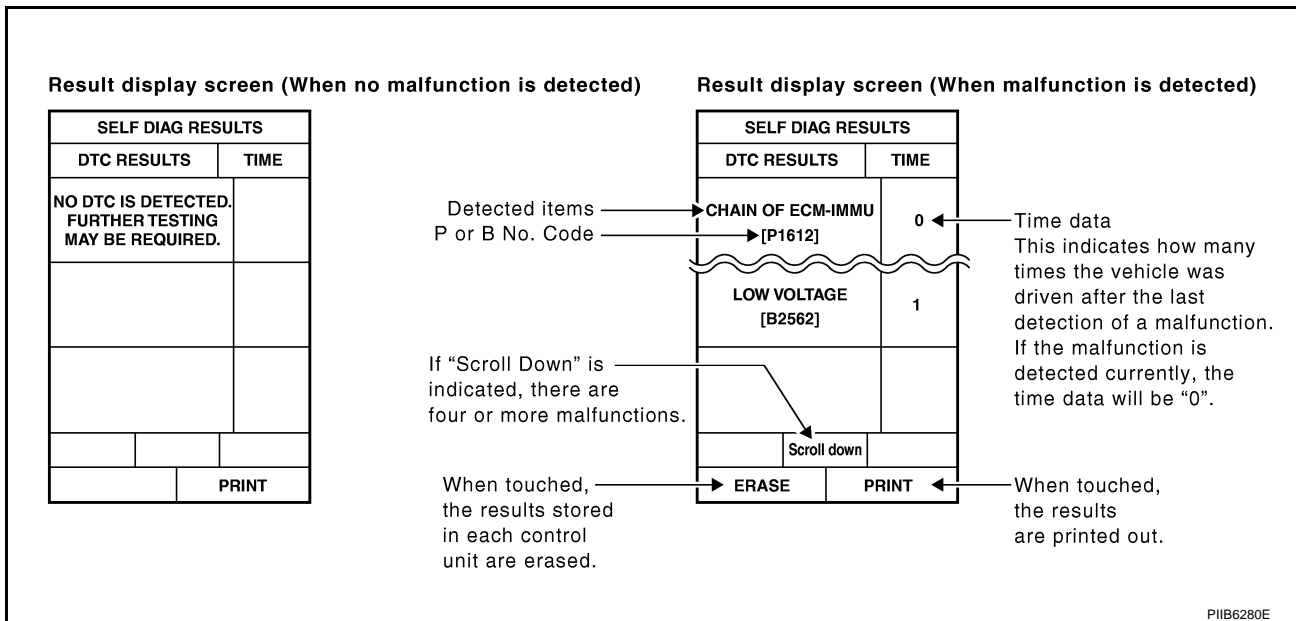 Result display screen (When no malfunction is detected)
SELF DIAG RESULTS
DTC RESULTS TIME
NO DTC IS DETECTED.
FURTHER TESTING
MAY BE REQUIRED.
PRINT
Result display screen (When malfunction is detected)
SELF DIAG RESULTS
DTC RESULTS TIME
Detected items
P or B No. Code
CHAIN OF ECM-IMMU
[P1612]
0
LOW VOLTAGE
[B2562]
1
Time data
This indicates how many
times the vehicle was
driven after the last
detection of a malfunction.
If the malfunction is
detected currently, the
time data will be “0”.
If “Scroll Down” is
indicated, there are
four or more malfunctions.
Scroll down
ERASE PRINT
When touched,
the results stored
in each control
unit are erased.
When touched,
the results
are printed out.
PIIB6280E